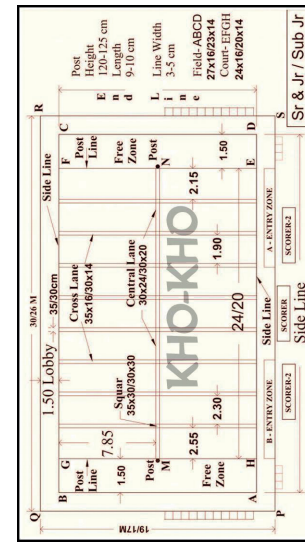 Q
30/26 M
R
1.50 Lobby
35/30cm
Side Line
B
C
G
F
Post
Line
Cross Lane
35x16/30x14
Post
Line
7.85
1.50
Free
Zone
Squar
35x30/30x30
Central Lane
30x24/30x20
Post
M
Post
N
KHO-KHO
Free
Zone
2.55
2.30
1.90
2.15
24/20
1.50
A
H
E
D
Side Line
19/17M
B - ENTRY ZONE
A - ENTRY ZONE
SCORER-2
SCORER
SCORER-2
P
Side Line
S
End Line
Post
Height
120-125 cm
Length
9-10 cm
Line Width
3-5 cm
Field- ABCD
27x16/23x14
Court- EFGH
24x16/20x14
Sr & Jr / Sub Jr